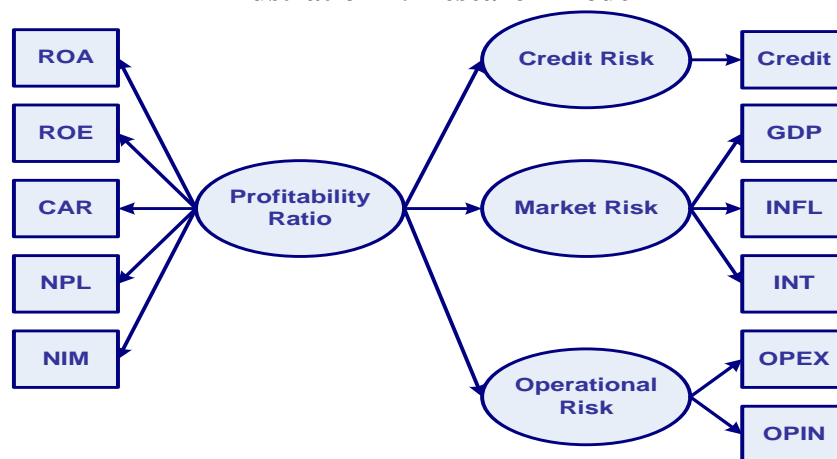 ROA
ROE
CAR
NPL
NIM
Profitability
Ratio
Credit Risk
Market Risk
Operational
Risk
Credit
GDP
INFL
INT
OPEX
OPIN